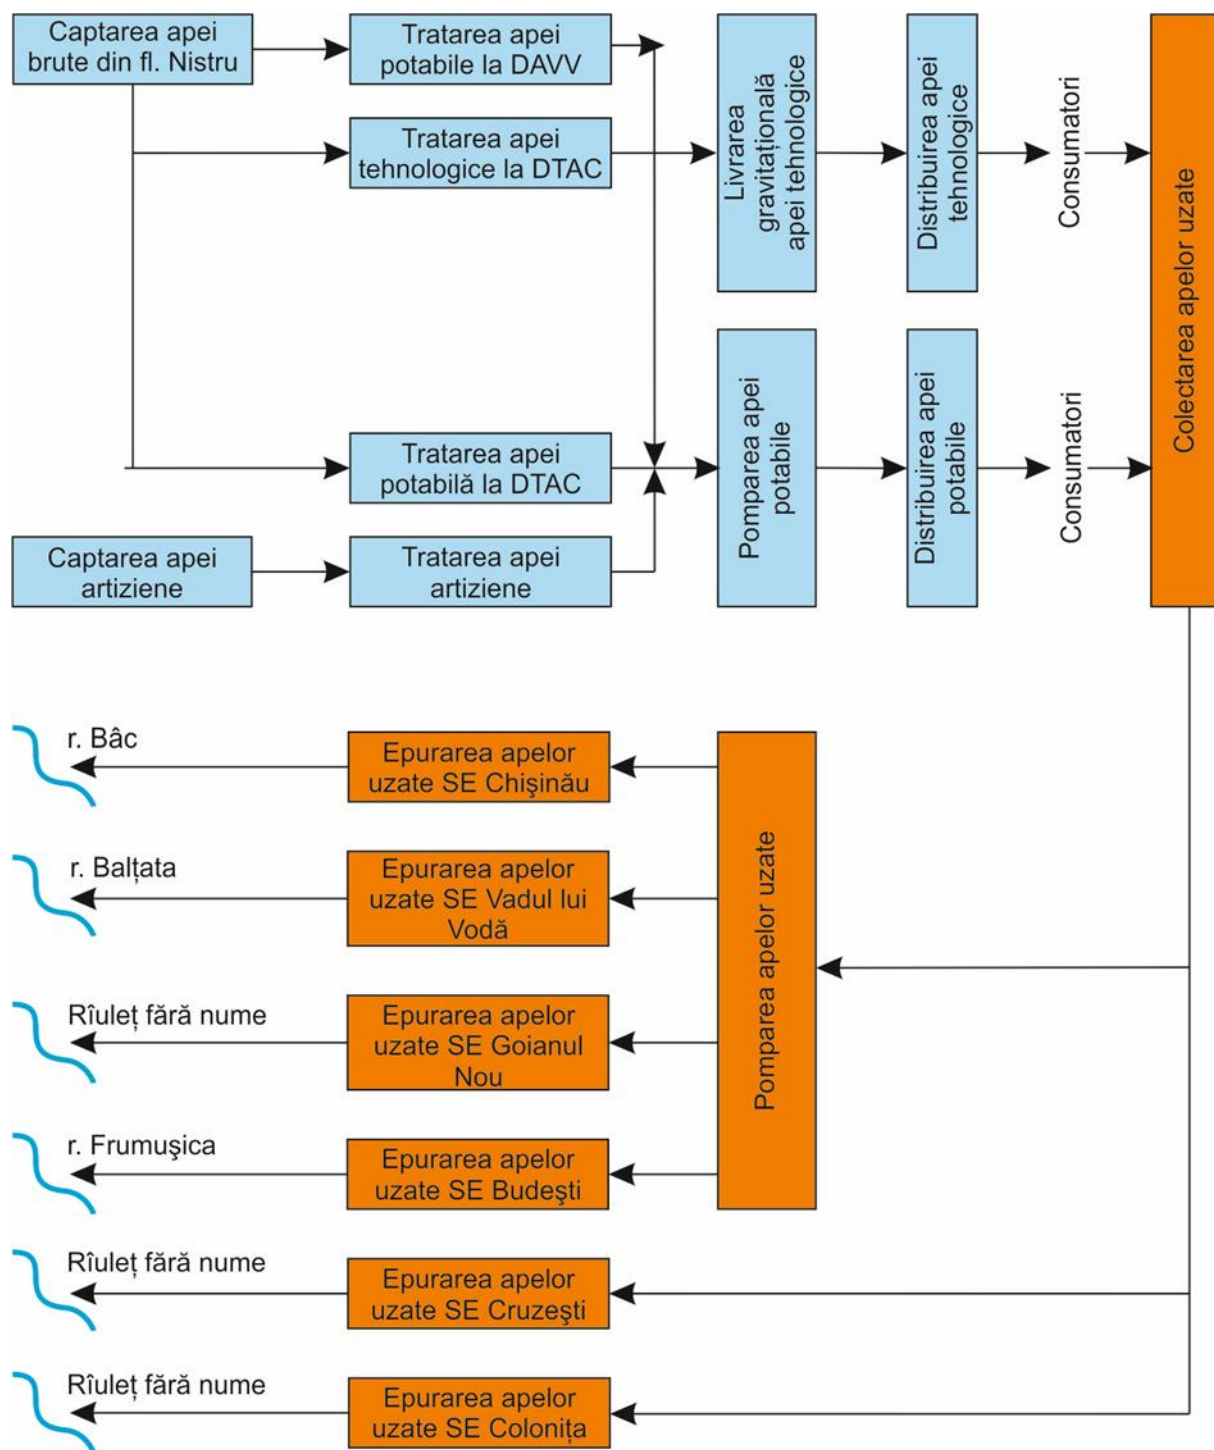 Captarea apei
brute din fl. Nistru
Tratarea apei
potabile la DAVV
Tratarea apei
tehnologice la DTAC
Livrarea
gravitațională
apei tehnologice
Distribuirea apei
tehnologice
Consumatori
Colectarea apelor uzate
Tratarea apei
potabilă la DTAC
Pomparea apei
potabile
Distribuirea apei
potabile
Consumatori
Captarea apei
artiziene
Tratarea apei
artiziene
r. Bâc
Epurarea apelor
uzate SE Chişinău
Pomparea apelor uzate
r. Balțata
Epurarea apelor
uzate SE Vadul lui
Vodă
Rîuleț fără nume
Epurarea apelor
uzate SE Goianul
Nou
r. Frumuşica
Epurarea apelor
uzate SE Budeşti
Rîuleț fără nume
Epurarea apelor
uzate SE Cruzeşti
Rîuleț fără nume
Epurarea apelor
uzate SE Colonița